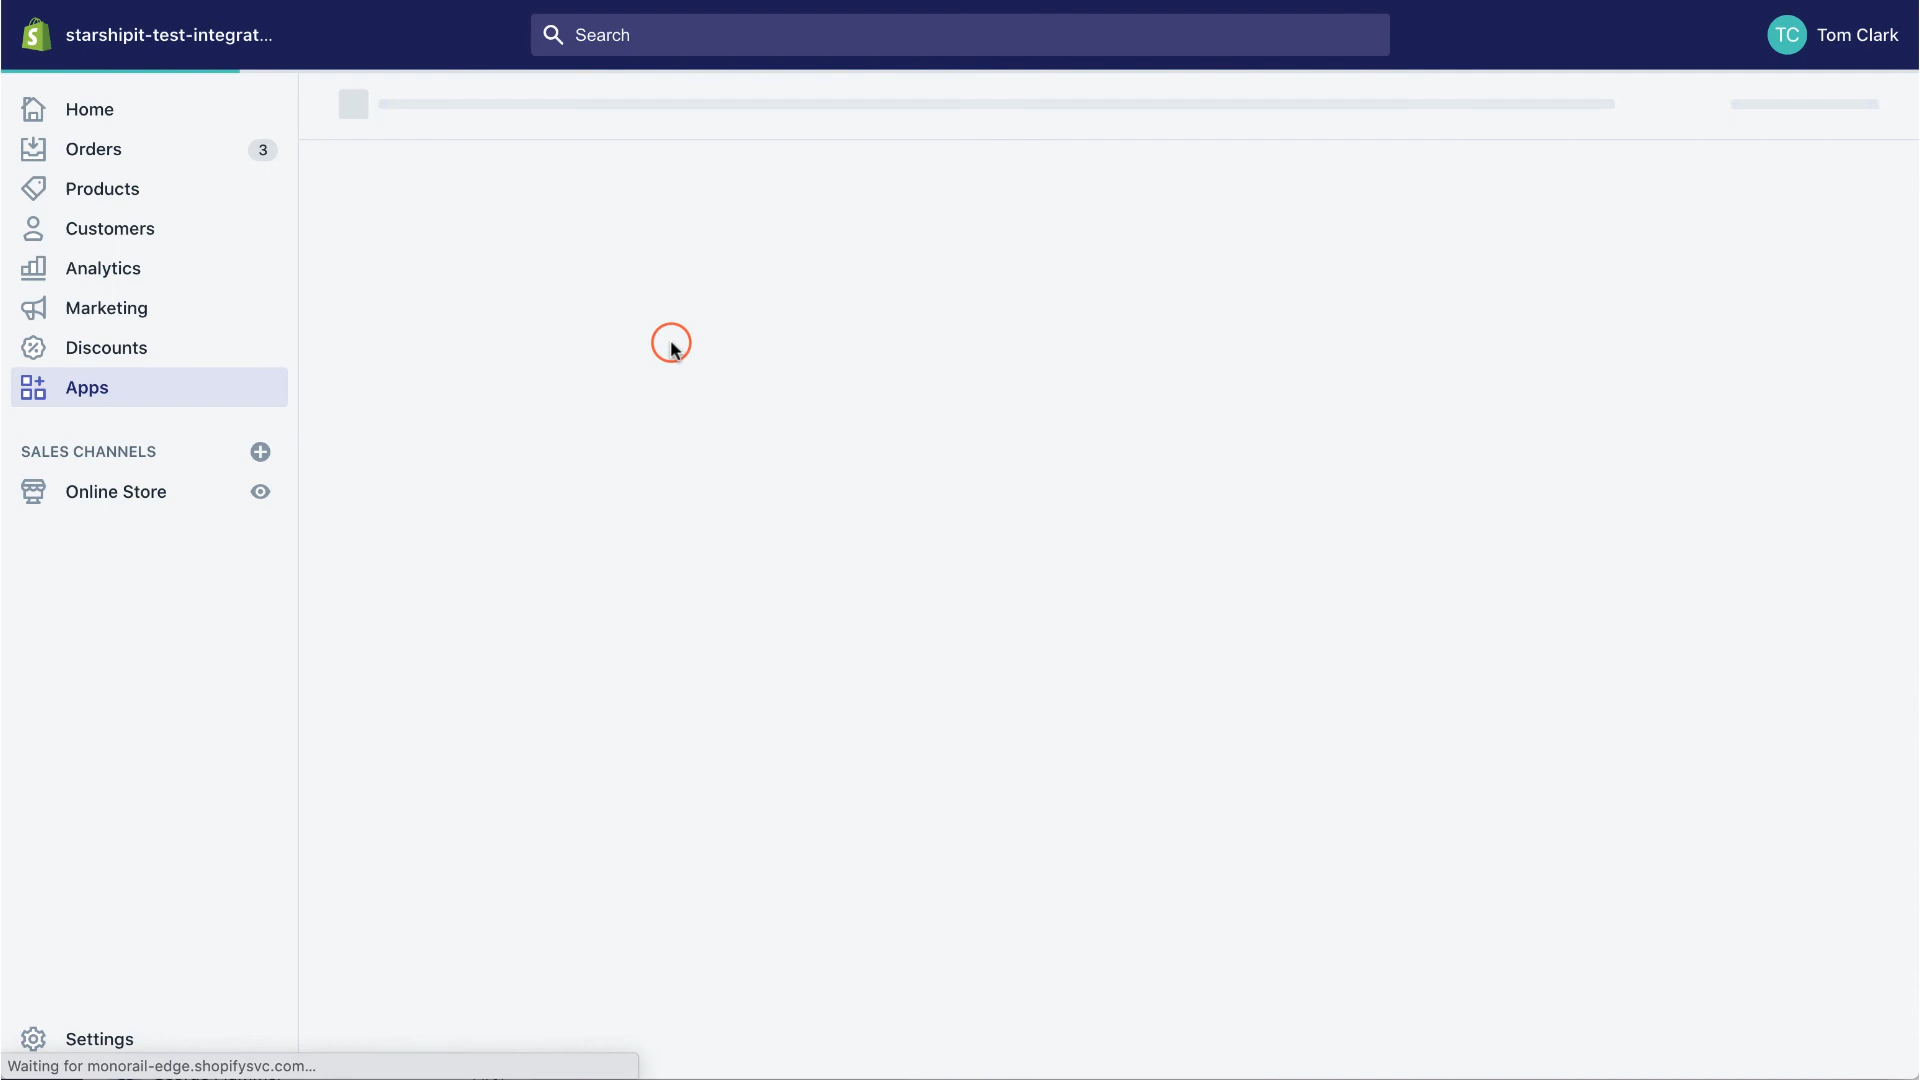 starshipit-test-integrat...
Search
TC
Tom Clark
Home
Orders
3
Products
Customers
Analytics
Marketing
Discounts
Apps
SALES CHANNELS
Online Store
Settings
Waiting for monorail-edge.shopifysvc.com...